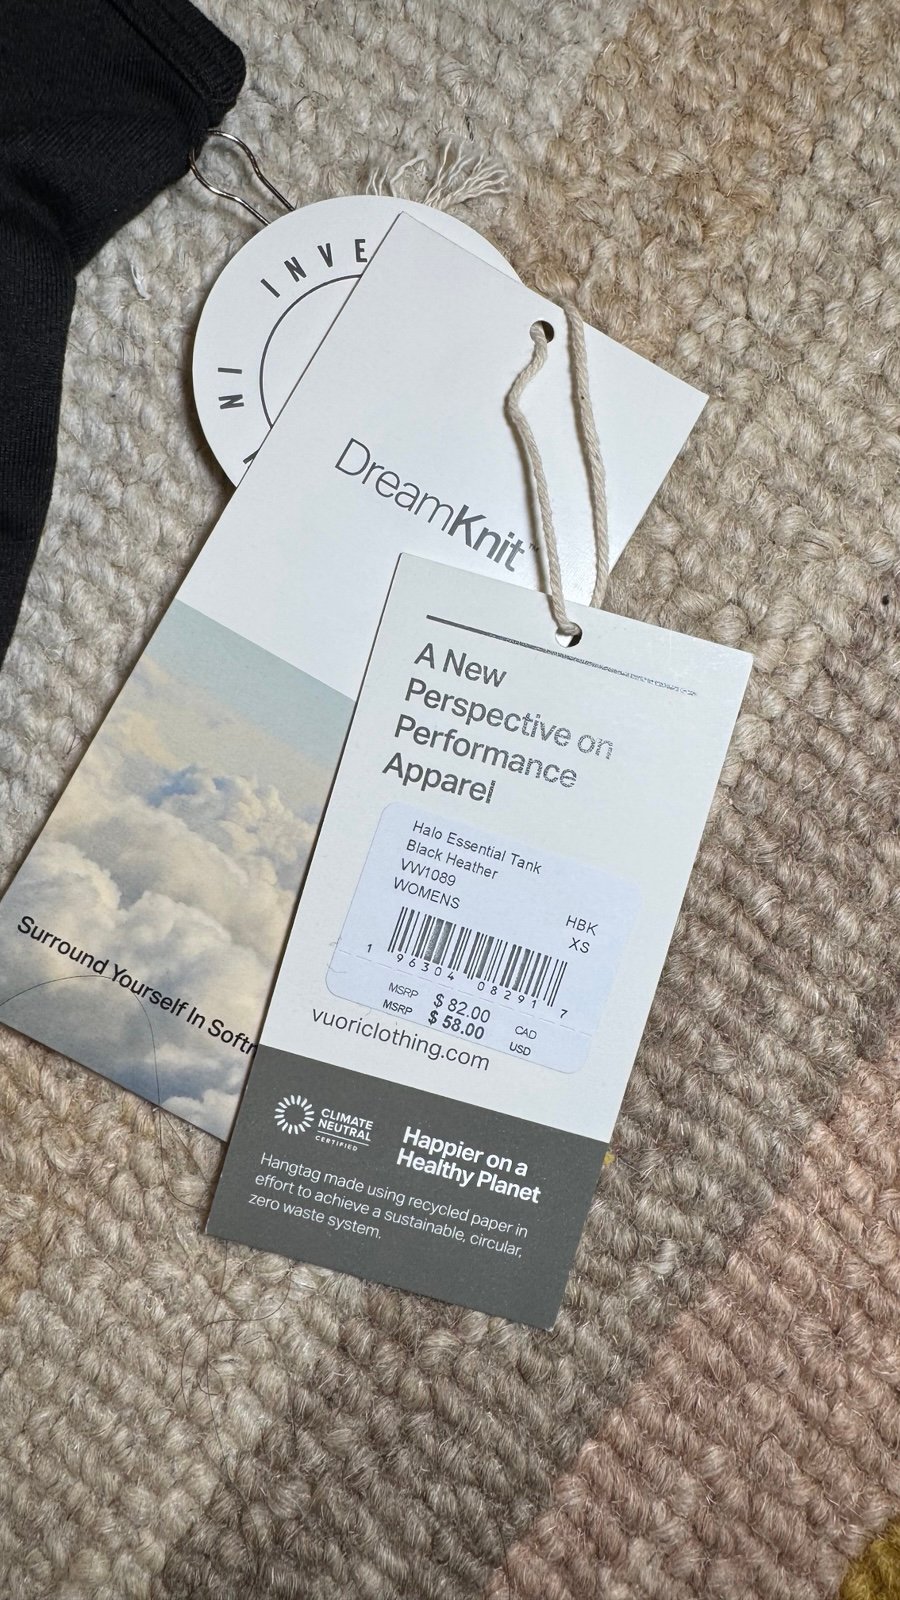 INVE
IN
DreamKnit™
Surround Yourself In Softn
A New
Perspective on
Performance
Apparel
Halo Essential Tank
Black Heather
VW1089
WOMENS
HBK
XS
1 96304 08291 7
MSRP $ 82.00 CAD
MSRP $ 58.00 USD
vuoriclothing.com
CLIMATE
NEUTRAL
CERTIFIED
Happier on a
Healthy Planet
Hangtag made using recycled paper in
effort to achieve a sustainable, circular,
zero waste system.